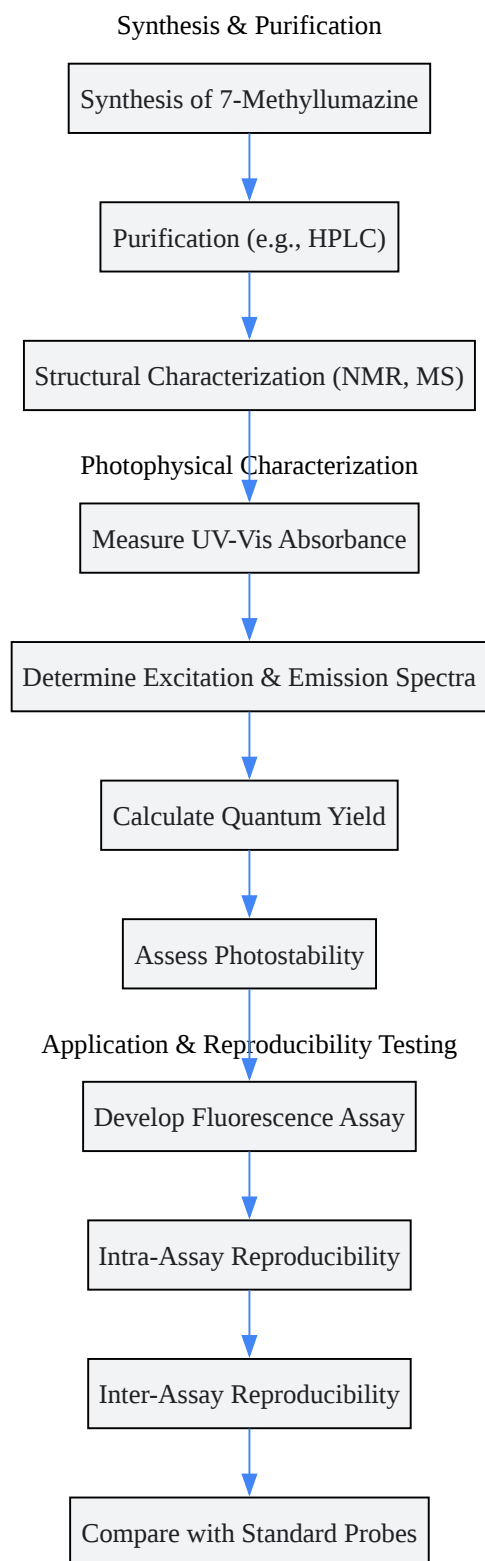 Synthesis & Purification
Synthesis of 7-Methyllumazine
Purification (e.g., HPLC)
Structural Characterization (NMR, MS)
Photophysical Characterization
Measure UV-Vis Absorbance
Determine Excitation & Emission Spectra
Calculate Quantum Yield
Assess Photostability
Application & Reproducibility Testing
Develop Fluorescence Assay
Intra-Assay Reproducibility
Inter-Assay Reproducibility
Compare with Standard Probes